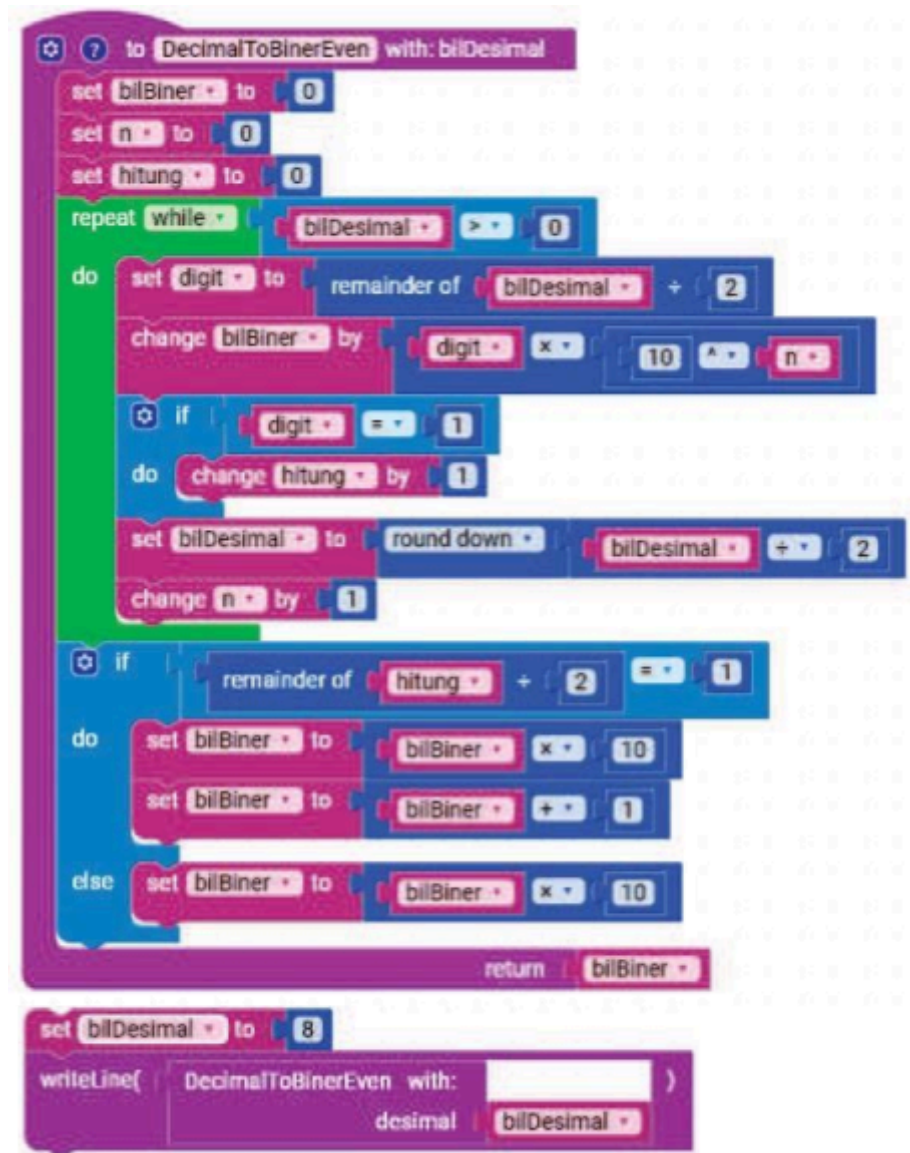 ? to DecimalToBinerEven with: bilDesimal
set bilBiner to 0
set n to 0
set hitung to 0
repeat while bilDesimal > 0
do set digit to remainder of bilDesimal ÷ 2
change bilBiner by digit × 10 ^ n
if digit = 1
do change hitung by 1
set bilDesimal to round down bilDesimal ÷ 2
change n by 1
if remainder of hitung ÷ 2 = 1
do set bilBiner to bilBiner × 10
set bilBiner to bilBiner + 1
else set bilBiner to bilBiner × 10
return bilBiner
set bilDesimal to 8
writeLine( DecimalToBinerEven with: )
desimal bilDesimal